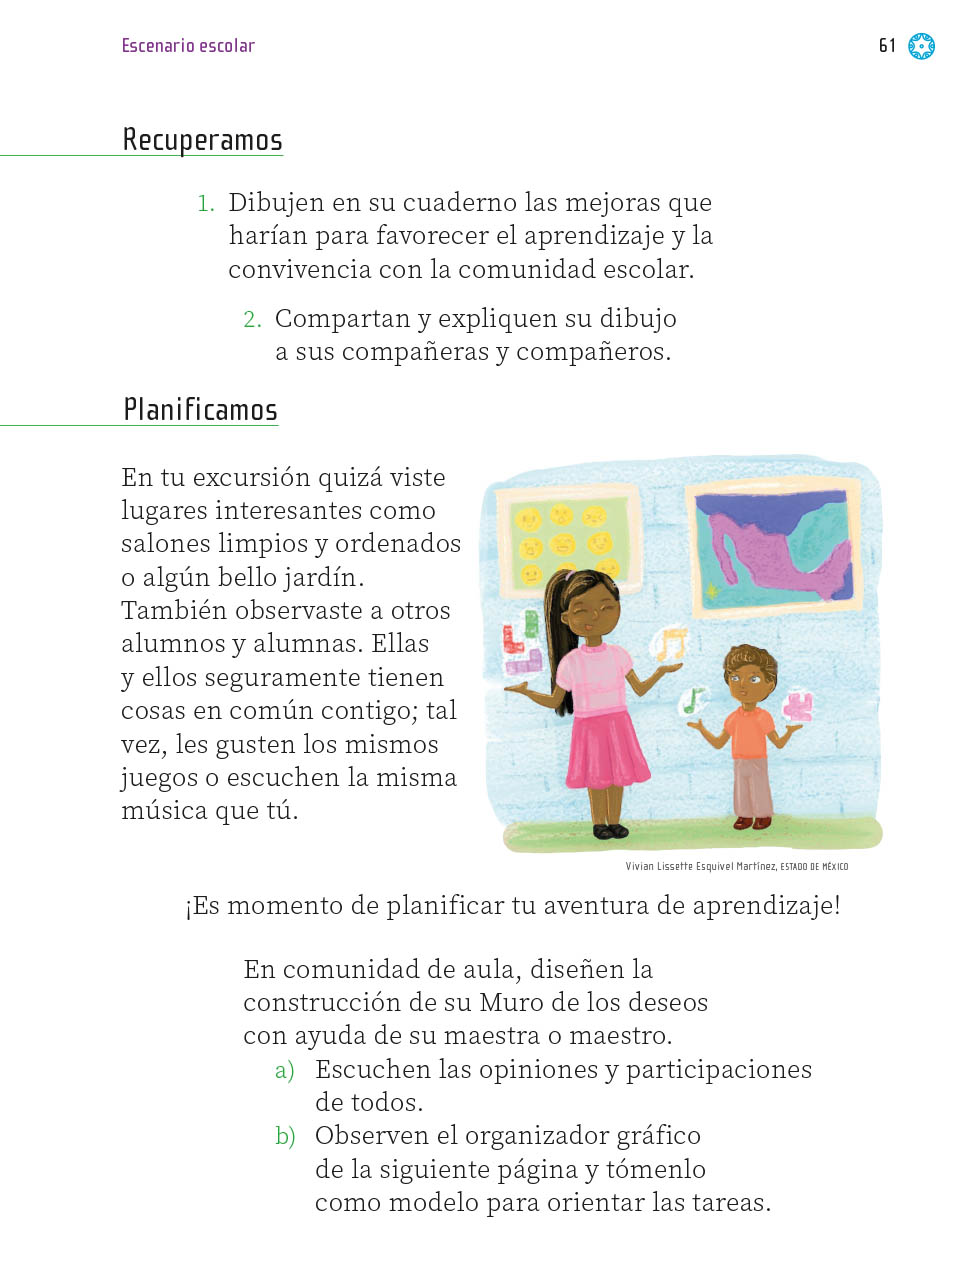 Escenario escolar
61
Recuperamos
1. Dibujen en su cuaderno las mejoras que
harían para favorecer el aprendizaje y la
convivencia con la comunidad escolar.
2. Compartan y expliquen su dibujo
a sus compañeras y compañeros.
Planificamos
En tu excursión quizá viste
lugares interesantes como
salones limpios y ordenados
o algún bello jardín.
También observaste a otros
alumnos y alumnas. Ellas
y ellos seguramente tienen
cosas en común contigo; tal
vez, les gusten los mismos
juegos o escuchen la misma
música que tú.
Vivian Lissette Esquivel Martínez, ESTADO DE MÉXICO
¡Es momento de planificar tu aventura de aprendizaje!
En comunidad de aula, diseñen la
construcción de su Muro de los deseos
con ayuda de su maestra o maestro.
a) Escuchen las opiniones y participaciones
de todos.
b) Observen el organizador gráfico
de la siguiente página y tómenlo
como modelo para orientar las tareas.